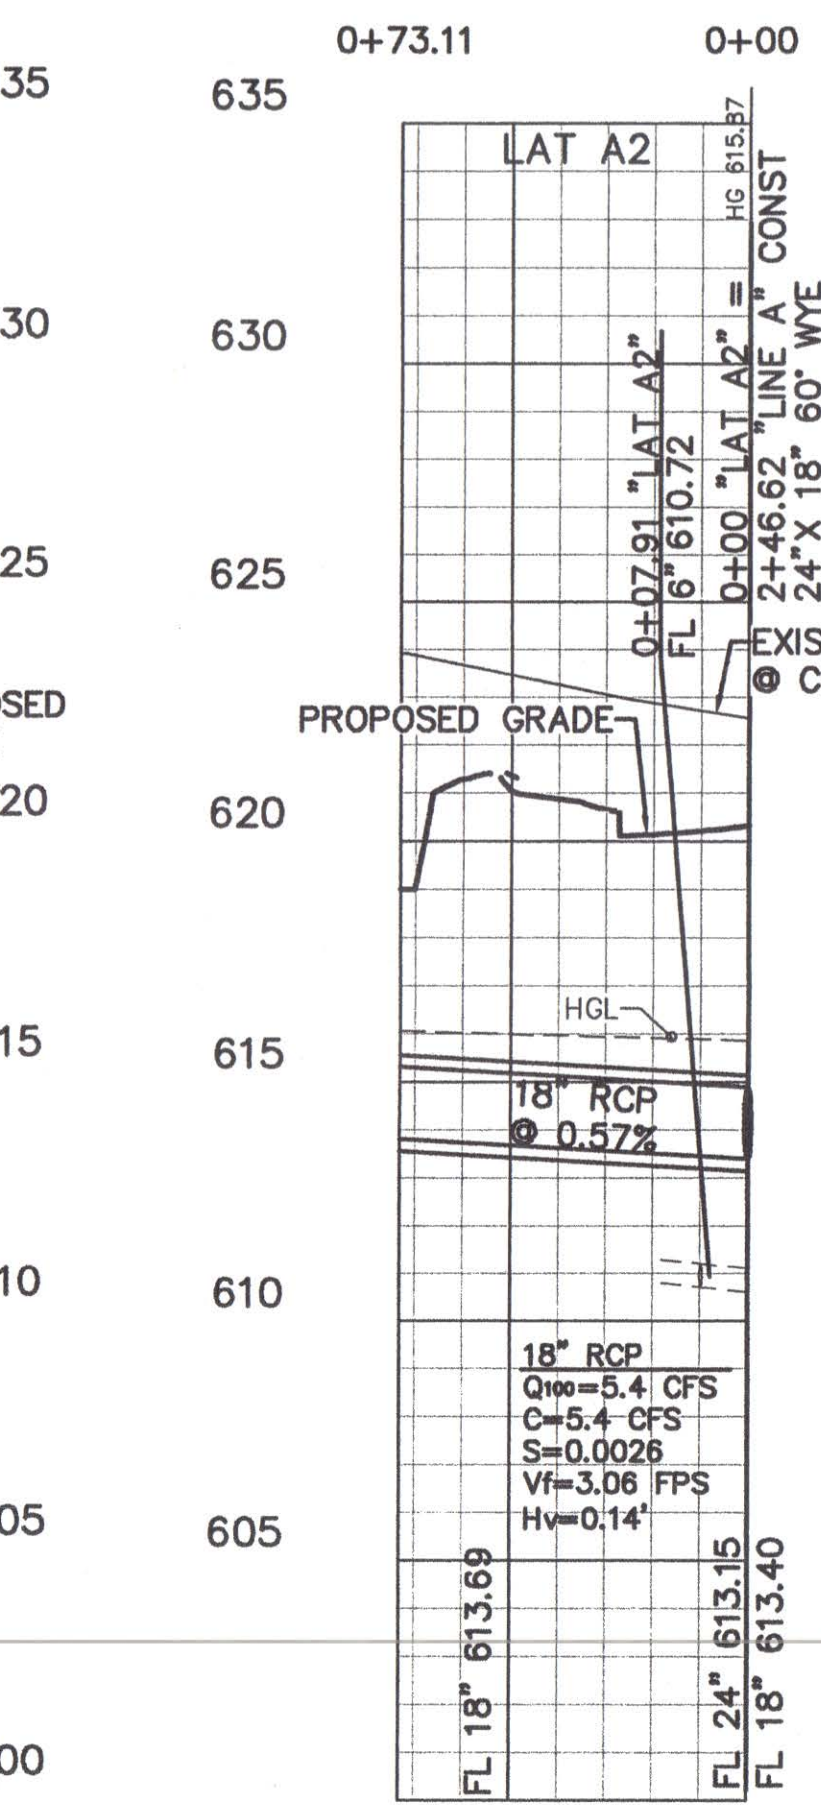 0+73.11 0+00
35 635
LAT A2
HG 615.87
30 630
0+07.91 "LAT A2"
FL 6" 610.72
0+00 "LAT A2" =
2+46.62 "LINE A" CONST
24"X 18" 60° WYE
25 625
EXIS
@ C
OSED
PROPOSED GRADE
20 620
HGL
15 615
18" RCP
@ 0.57%
10 610
18" RCP
Q100=5.4 CFS
C=5.4 CFS
S=0.0026
Vf=3.06 FPS
Hv=0.14'
05 605
FL 18" 613.69
FL 24" 613.15
FL 18" 613.40
00